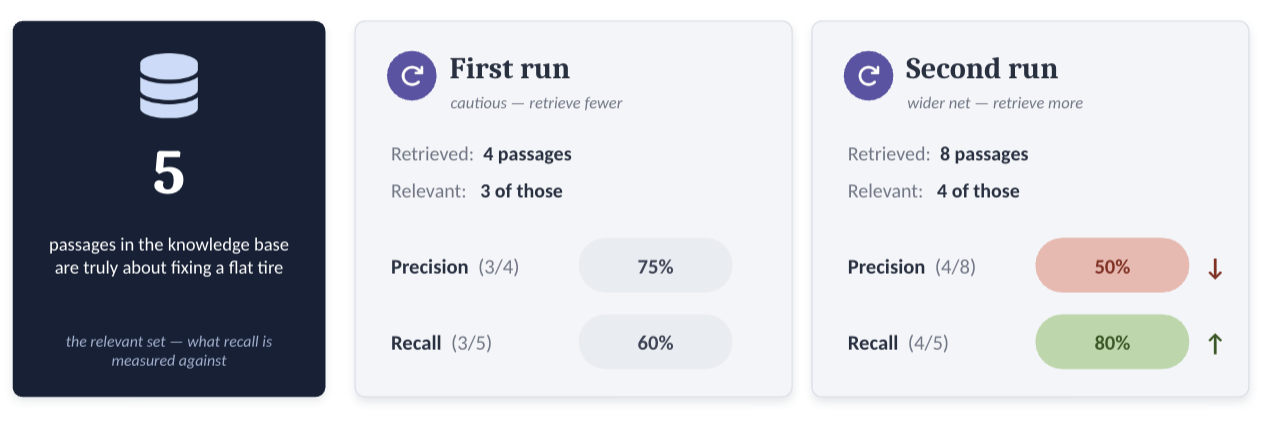 5
passages in the knowledge base
are truly about fixing a flat tire
the relevant set — what recall is
measured against
First run
cautious — retrieve fewer
Retrieved: 4 passages
Relevant: 3 of those
Precision (3/4) 75%
Recall (3/5) 60%
Second run
wider net — retrieve more
Retrieved: 8 passages
Relevant: 4 of those
Precision (4/8) 50% ↓
Recall (4/5) 80% ↑